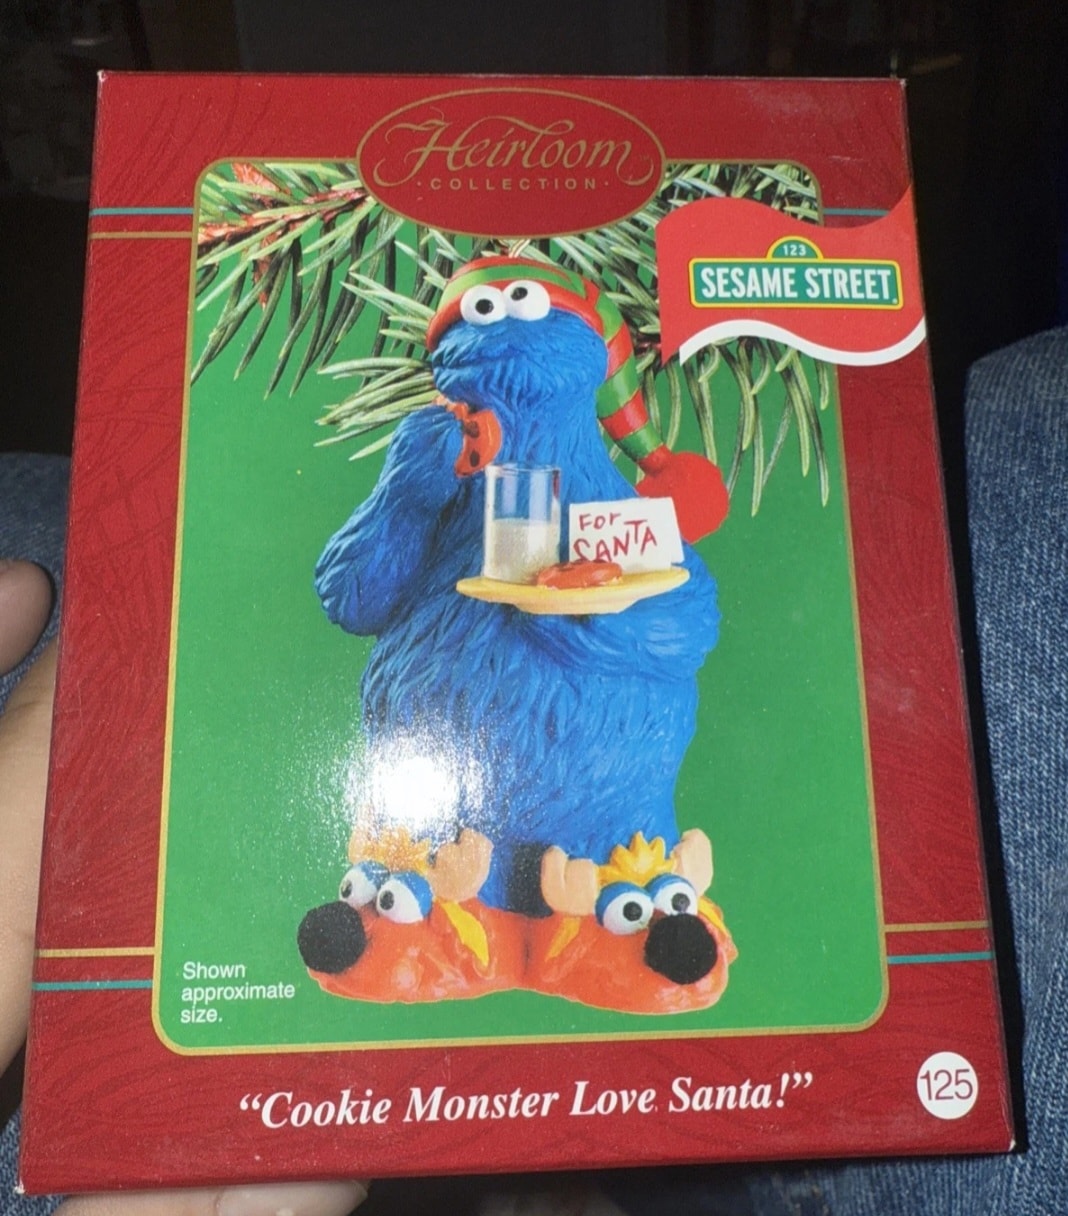 Heirloom
·COLLECTION·
123
SESAME STREET
FOr
SANTA
Shown
approximate
size.
“Cookie Monster Love Santa!”
125